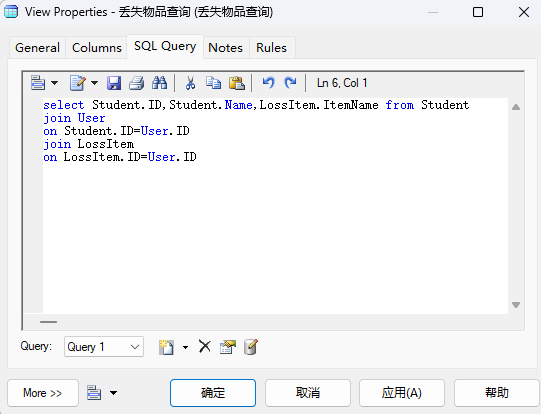 View Properties - 丢失物品查询 (丢失物品查询)
General Columns SQL Query Notes Rules
Ln 6, Col 1
select Student.ID,Student.Name,LossItem.ItemName from Student
join User
on Student.ID=User.ID
join LossItem
on LossItem.ID=User.ID
Query: Query 1
More >> 确定 取消 应用(A) 帮助